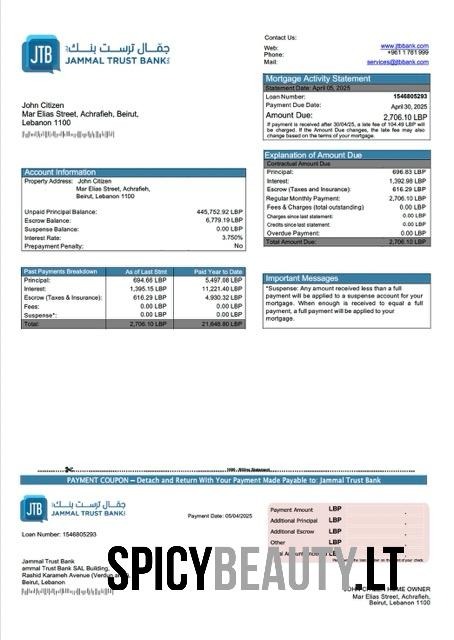 JTB
جمّال ترست بنك
JAMMAL TRUST BANK
Contact Us:
Web: www.jtbbank.com
Phone: +961 1 781 999
Mail: services@jtbbank.com
John Citizen
Mar Elias Street, Achrafieh, Beirut,
Lebanon 1100
Mortgage Activity Statement
Statement Date: April 05, 2025
Loan Number: 1546805293
Payment Due Date: April 30, 2025
Amount Due: 2,706.10 LBP
If payment is received after 30/04/25, a late fee of 104.49 LBP will
be charged. If the Amount Due changes, the late fee may also
change based on the terms of your mortgage.
Account Information
Property Address: John Citizen
Mar Elias Street, Achrafieh,
Beirut, Lebanon 1100
Unpaid Principal Balance: 445,752.92 LBP
Escrow Balance: 6,779.19 LBP
Suspense Balance: 0.00 LBP
Interest Rate: 3.750%
Prepayment Penalty: No
Explanation of Amount Due
Contractual Amount Due
Principal: 696.83 LBP
Interest: 1,392.98 LBP
Escrow (Taxes and Insurance): 616.29 LBP
Regular Monthly Payment: 2,706.10 LBP
Fees & Charges (total outstanding) 0.00 LBP
Charges since last statement: 0.00 LBP
Credits since last statement: 0.00 LBP
Overdue Payment: 0.00 LBP
Total Amount Due: 2,706.10 LBP
Past Payments Breakdown As of Last Stmt Paid Year to Date
Principal: 694.66 LBP 5,497.08 LBP
Interest: 1,395.15 LBP 11,221.40 LBP
Escrow (Taxes & Insurance): 616.29 LBP 4,930.32 LBP
Fees: 0.00 LBP 0.00 LBP
Suspense*: 0.00 LBP 0.00 LBP
Total: 2,706.10 LBP 21,648.80 LBP
Important Messages
*Suspense: Any amount received less than a full
payment will be applied to a suspense account for your
mortgage. When enough is received to equal a full
payment, a full payment will be applied to your
mortgage.
PAYMENT COUPON – Detach and Return With Your Payment Made Payable to: Jammal Trust Bank
JTB
جمّال ترست بنك
JAMMAL TRUST BANK
Payment Date: 05/04/2025
Loan Number: 1546805293
Payment Amount LBP .
Additional Principal LBP .
Additional Escrow LBP .
Other LBP .
Jammal Trust Bank
ammal Trust Bank SAL Building,
Rashid Karameh Avenue
Lebanon
SPICYBEAUTY.LT
HOME OWNER
Mar Elias Street, Achrafieh,
Beirut, Lebanon 1100